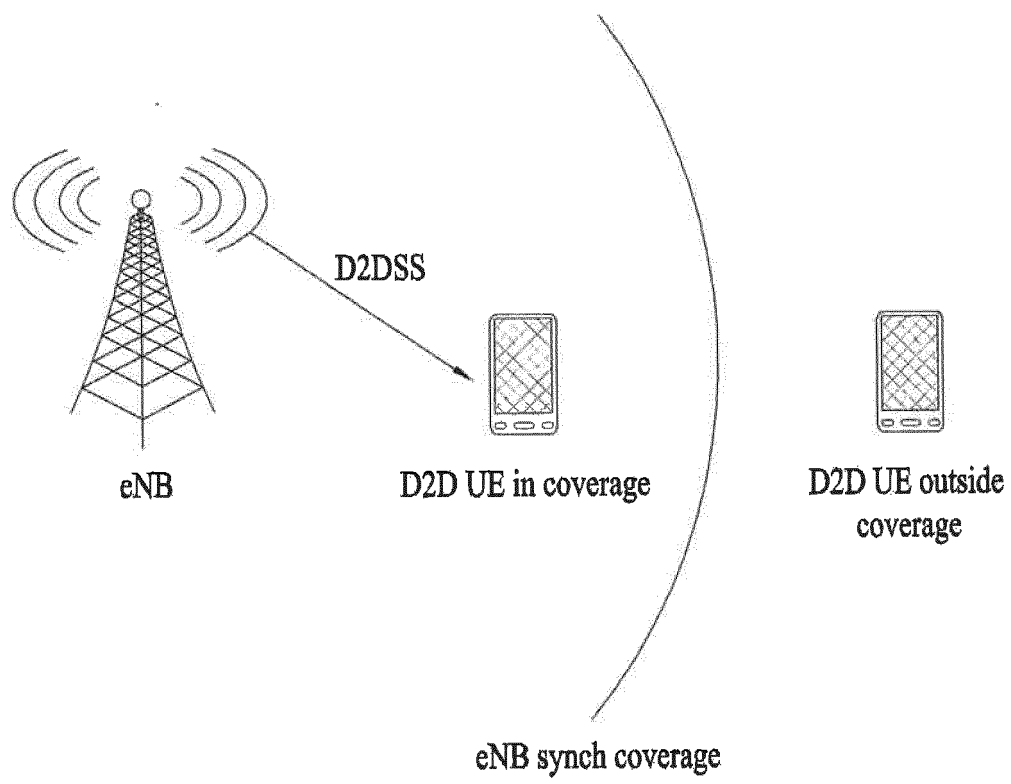 D2DSS
eNB
D2D UE in coverage
D2D UE outside
coverage
eNB synch coverage